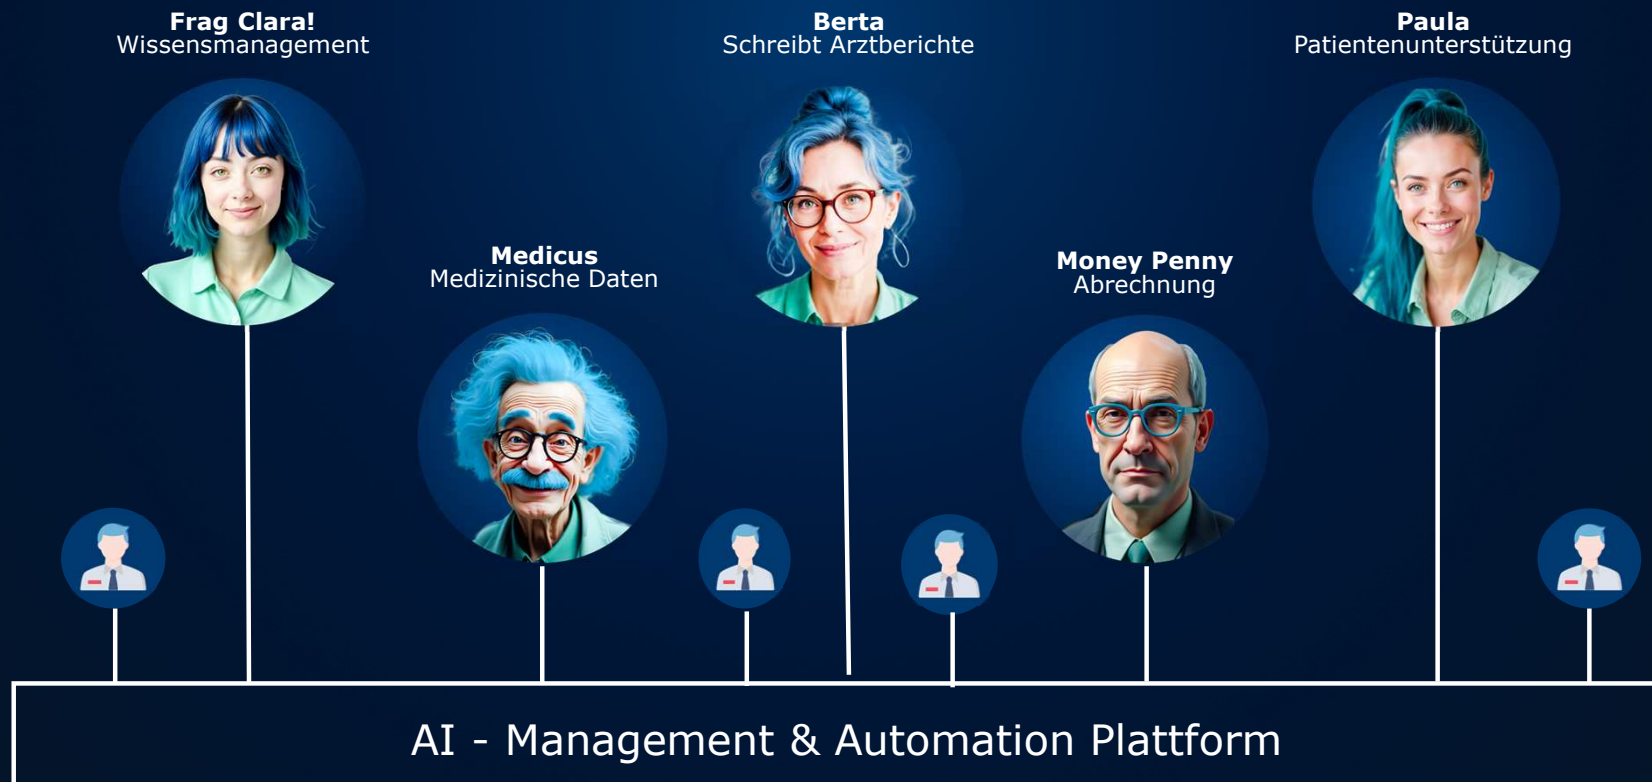 Frag Clara!
Wissensmanagement
Berta
Schreibt Arztberichte
Paula
Patientenunterstützung
Medicus
Medizinische Daten
Money Penny
Abrechnung
AI - Management & Automation Plattform